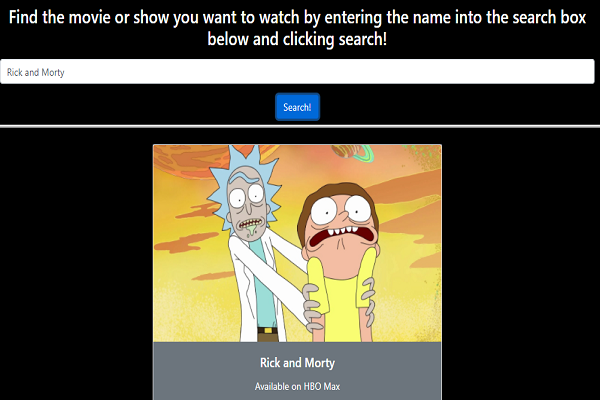 Find the movie or show you want to watch by entering the name into the search box
below and clicking search!
Rick and Morty
Search!
Rick and Morty
Available on HBO Max